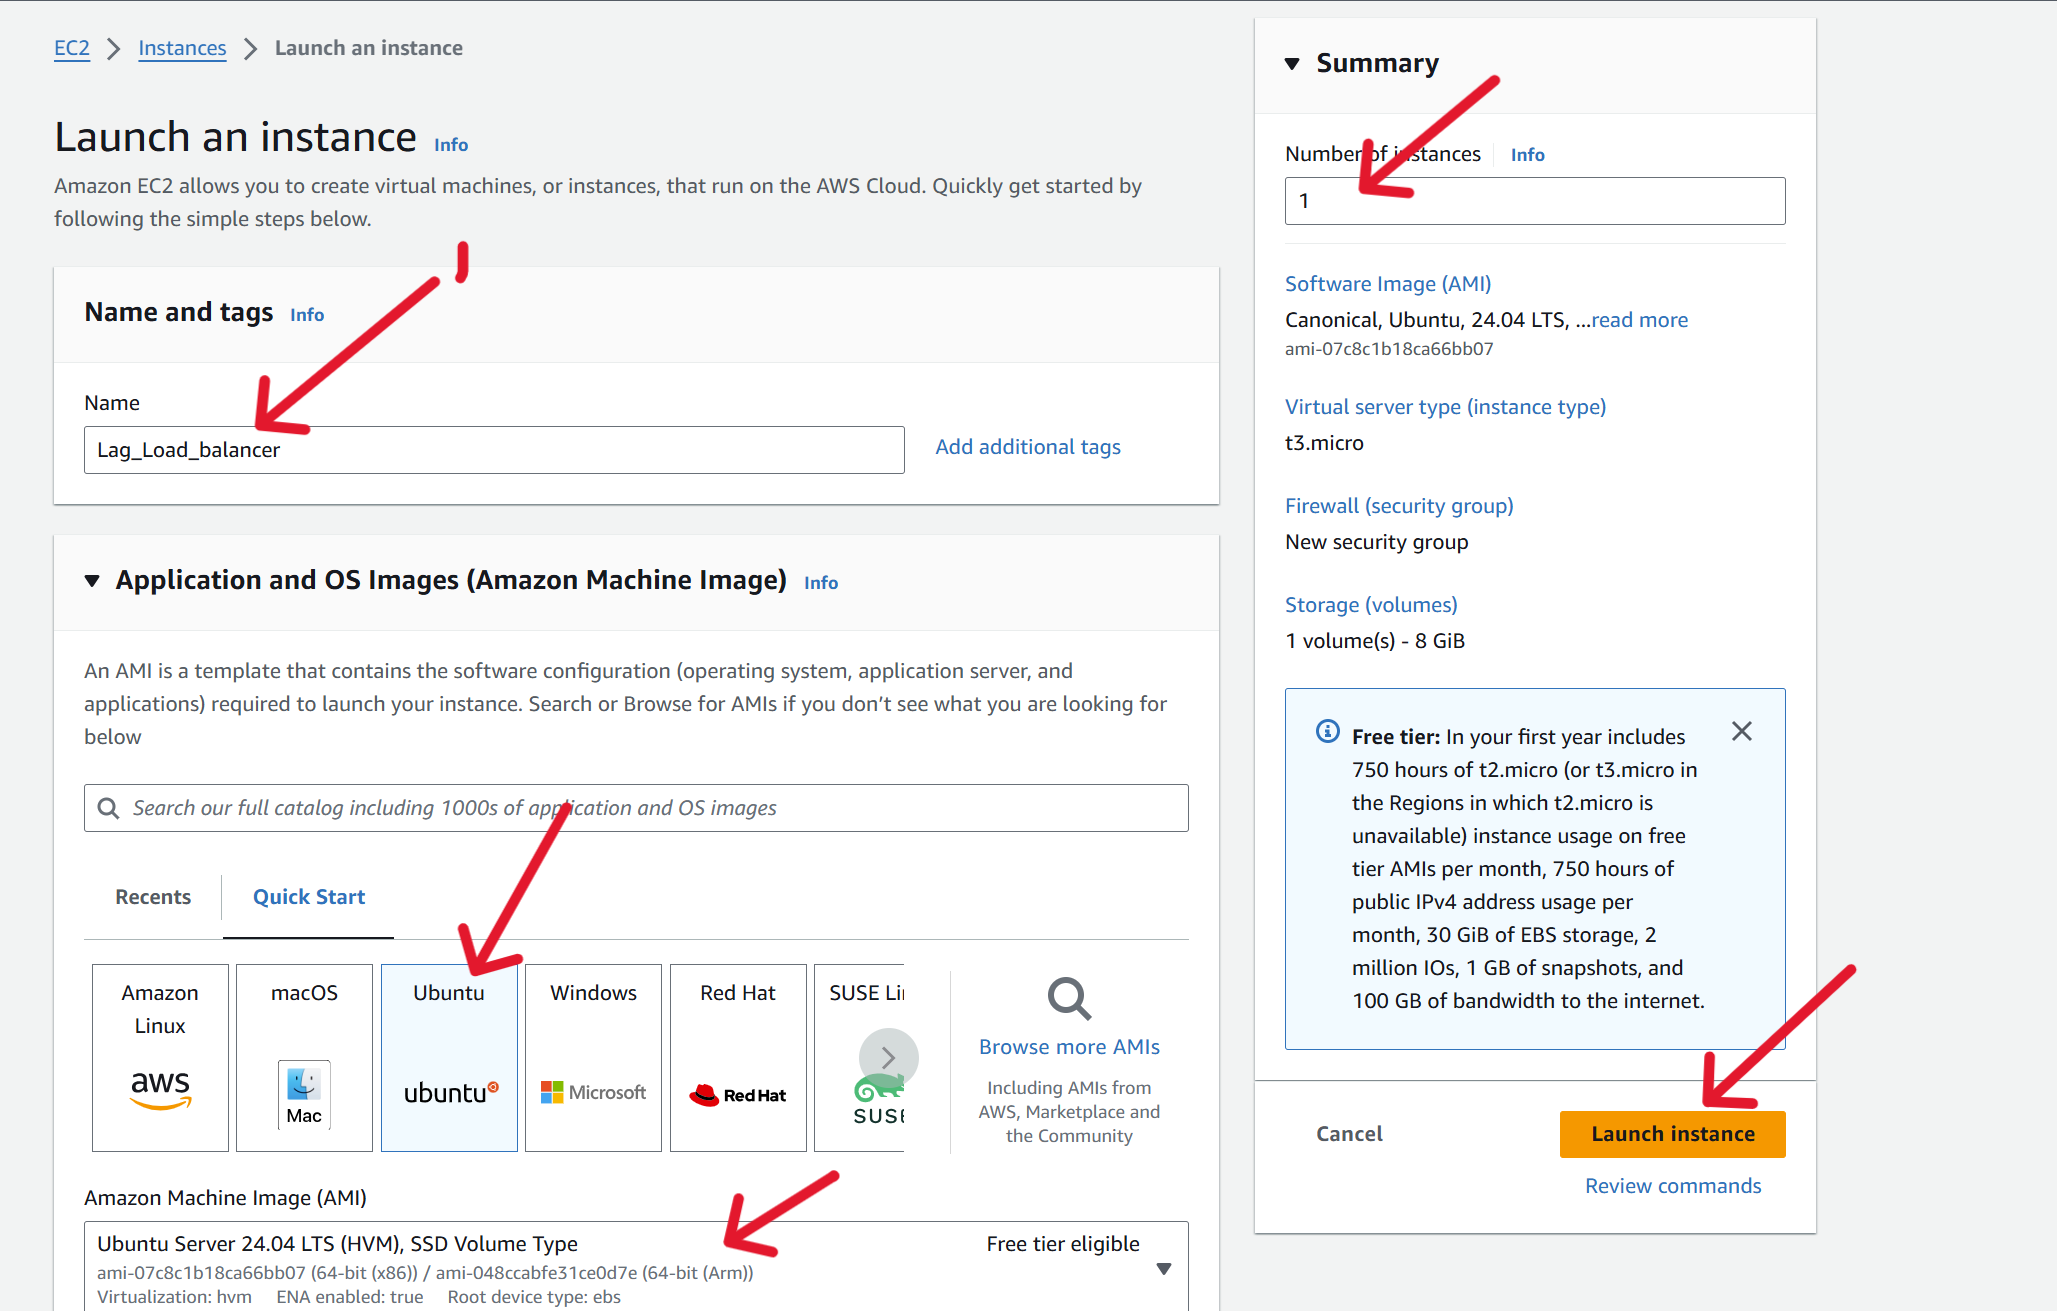 EC2 > Instances > Launch an instance
Launch an instance Info
Amazon EC2 allows you to create virtual machines, or instances, that run on the AWS Cloud. Quickly get started by
following the simple steps below.
Name and tags Info
Name
Lag_Load_balancer
Add additional tags
Application and OS Images (Amazon Machine Image) Info
An AMI is a template that contains the software configuration (operating system, application server, and
applications) required to launch your instance. Search or Browse for AMIs if you don’t see what you are looking for
below
Search our full catalog including 1000s of application and OS images
Recents
Quick Start
Amazon
Linux
aws
macOS
Mac
Ubuntu
ubuntu
Windows
Microsoft
Red Hat
Red Hat
SUSE Li
SUSE
Browse more AMIs
Including AMIs from
AWS, Marketplace and
the Community
Amazon Machine Image (AMI)
Ubuntu Server 24.04 LTS (HVM), SSD Volume Type
Free tier eligible
ami-07c8c1b18ca66bb07 (64-bit (x86)) / ami-048ccabfe31ce0d7e (64-bit (Arm))
Virtualization: hvm ENA enabled: true Root device type: ebs
Summary
Number of instances Info
1
Software Image (AMI)
Canonical, Ubuntu, 24.04 LTS, ...read more
ami-07c8c1b18ca66bb07
Virtual server type (instance type)
t3.micro
Firewall (security group)
New security group
Storage (volumes)
1 volume(s) - 8 GiB
Free tier: In your first year includes
750 hours of t2.micro (or t3.micro in
the Regions in which t2.micro is
unavailable) instance usage on free
tier AMIs per month, 750 hours of
public IPv4 address usage per
month, 30 GiB of EBS storage, 2
million IOs, 1 GB of snapshots, and
100 GB of bandwidth to the internet.
Cancel
Launch instance
Review commands